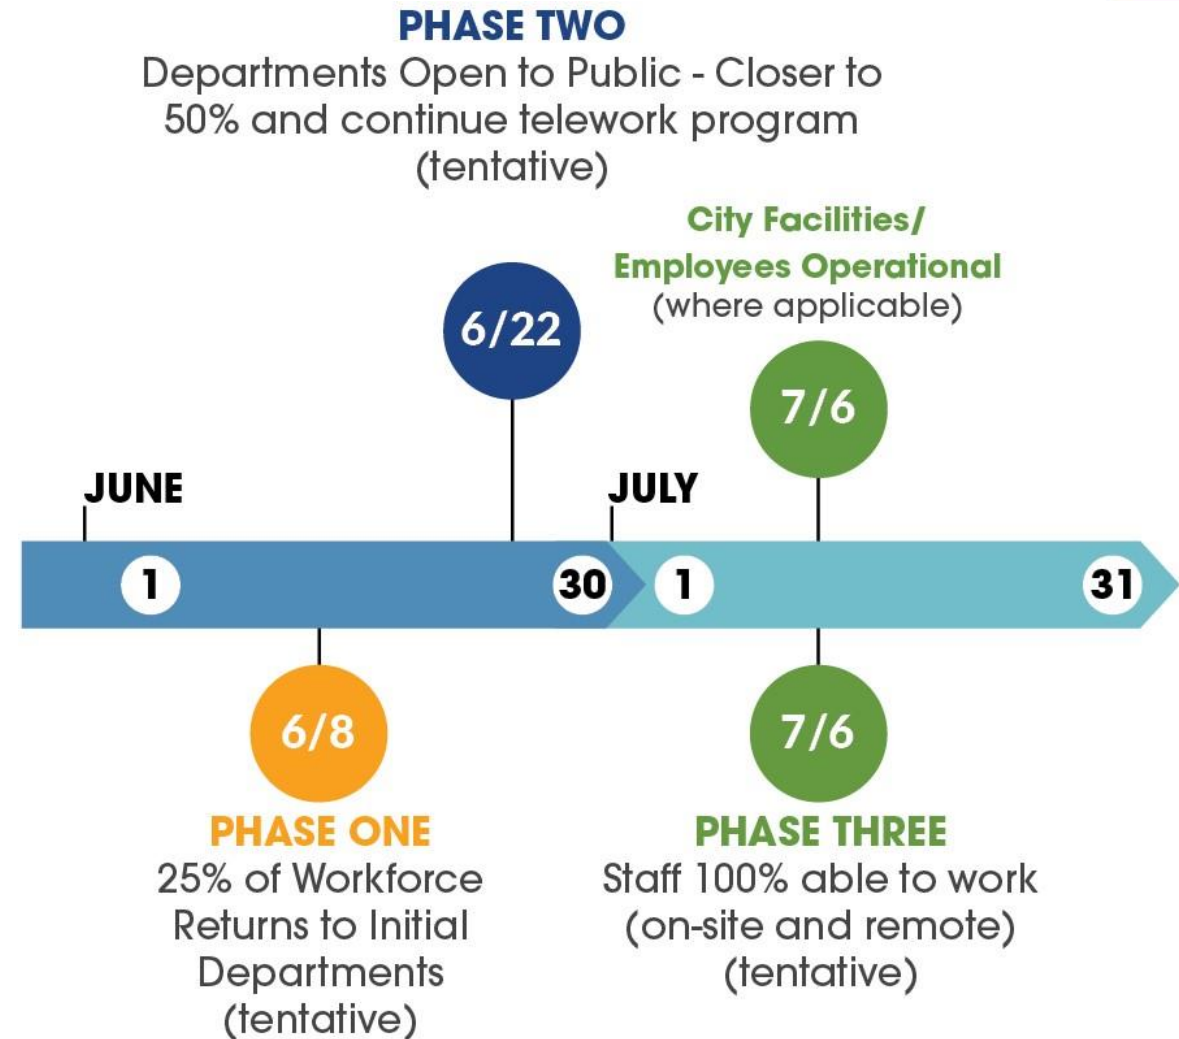 PHASE TWO
Departments Open to Public - Closer to
50% and continue telework program
(tentative)
City Facilities/
Employees Operational
(where applicable)
6/22
7/6
JUNE
JULY
1
30
1
31
6/8
7/6
PHASE ONE
25% of Workforce
Returns to Initial
Departments
(tentative)
PHASE THREE
Staff 100% able to work
(on-site and remote)
(tentative)